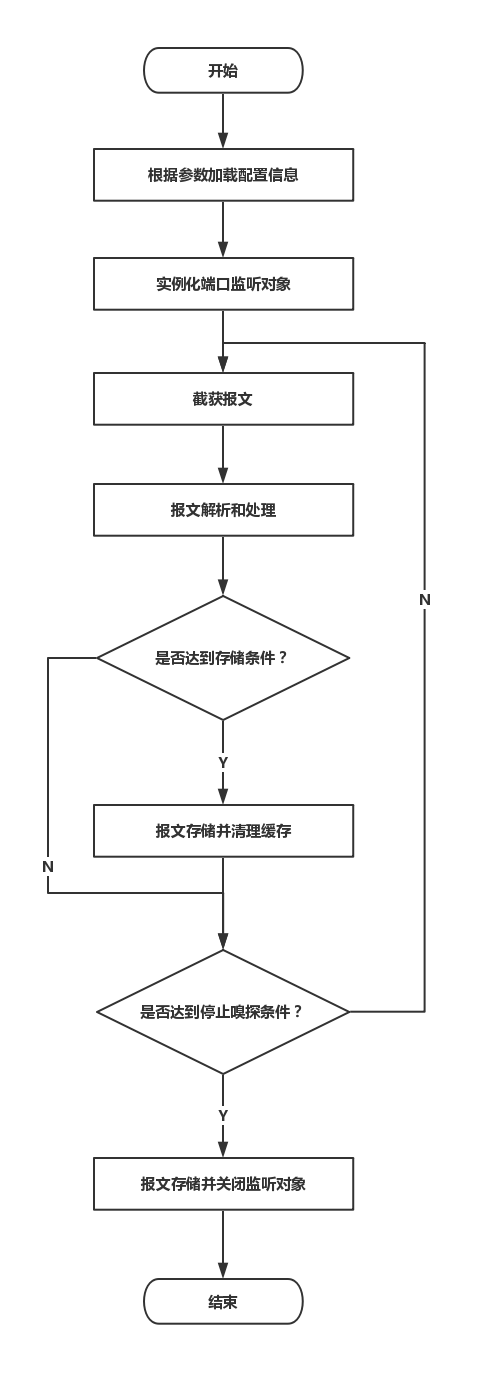 开始
根据参数加载配置信息
实例化端口监听对象
截获报文
报文解析和处理
N
是否达到存储条件？
Y
报文存储并清理缓存
N
是否达到停止嗅探条件？
Y
报文存储并关闭监听对象
结束